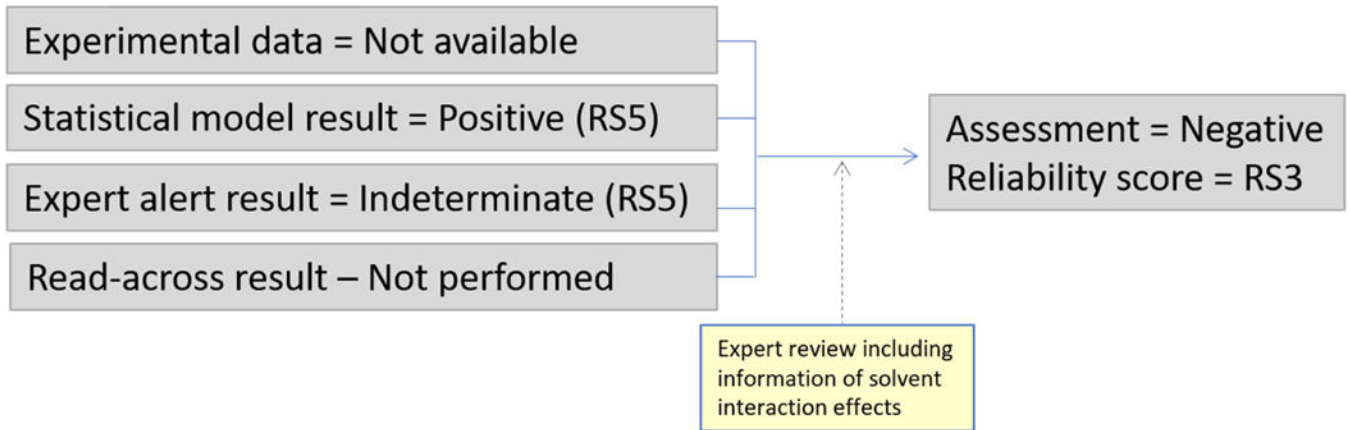 Experimental data = Not available
Statistical model result = Positive (RS5)
Expert alert result = Indeterminate (RS5)
Read-across result – Not performed
Assessment = Negative
Reliability score = RS3
Expert review including
information of solvent
interaction effects